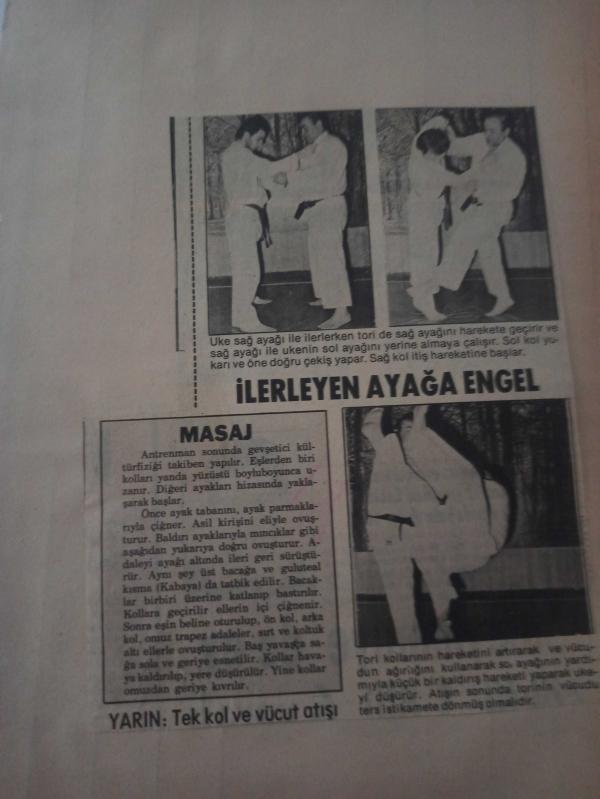 Uke sağ ayağı ile ilerlerken tori de sağ ayağını harekete geçirir ve
sağ ayağı ile ukenin sol ayağını yerine almaya çalışır. Sol kol yu-
karı ve öne doğru çekiş yapar. Sağ kol itiş hareketine başlar.
İLERLEYEN AYAĞA ENGEL
MASAJ
Antrenman sonunda gevşetici kül-
türfiziği takiben yapılır. Eşlerden biri
kolları yanda yüzüstü boyluboyunca u-
zanır. Diğeri ayakları hizasında yakla-
şarak başlar.
Önce ayak tabanını, ayak parmakla-
rıyla çiğner. Asil kirişini eliyle ovuş-
turur. Baldırı ayaklarıyla mıncıklar gibi
aşağıdan yukarıya doğru ovuşturur. A-
daleyi ayağı altında ileri geri sürüştü-
rür. Aynı şey üst bacağa ve guluteal
kısma (Kabaya) da tatbik edilir. Bacak-
lar birbiri üzerine katlanıp bastırılır.
Kollara geçirilir ellerin içi çiğnenir.
Sonra eşin beline oturulup, ön kol, arka
kol, omuz trapez adaleler, sırt ve koltuk
altı ellerle ovuşturulur. Baş yavaşça sa-
ğa sola ve geriye esnetilir. Kollar hava-
ya kaldırılıp, yere düşürülür. Yine kollar
omuzdan geriye kıvrılır.
Tori kollarının hareketini artırarak ve vücu-
dun ağırlığını kullanarak sol ayağının yardı-
mıyla küçük bir kaldırış hareketi yaparak uke-
yi düşürür. Atışın sonunda torinin vücudu
ters istikamete dönmüş olmalıdır.
YARIN: Tek kol ve vücut atışı